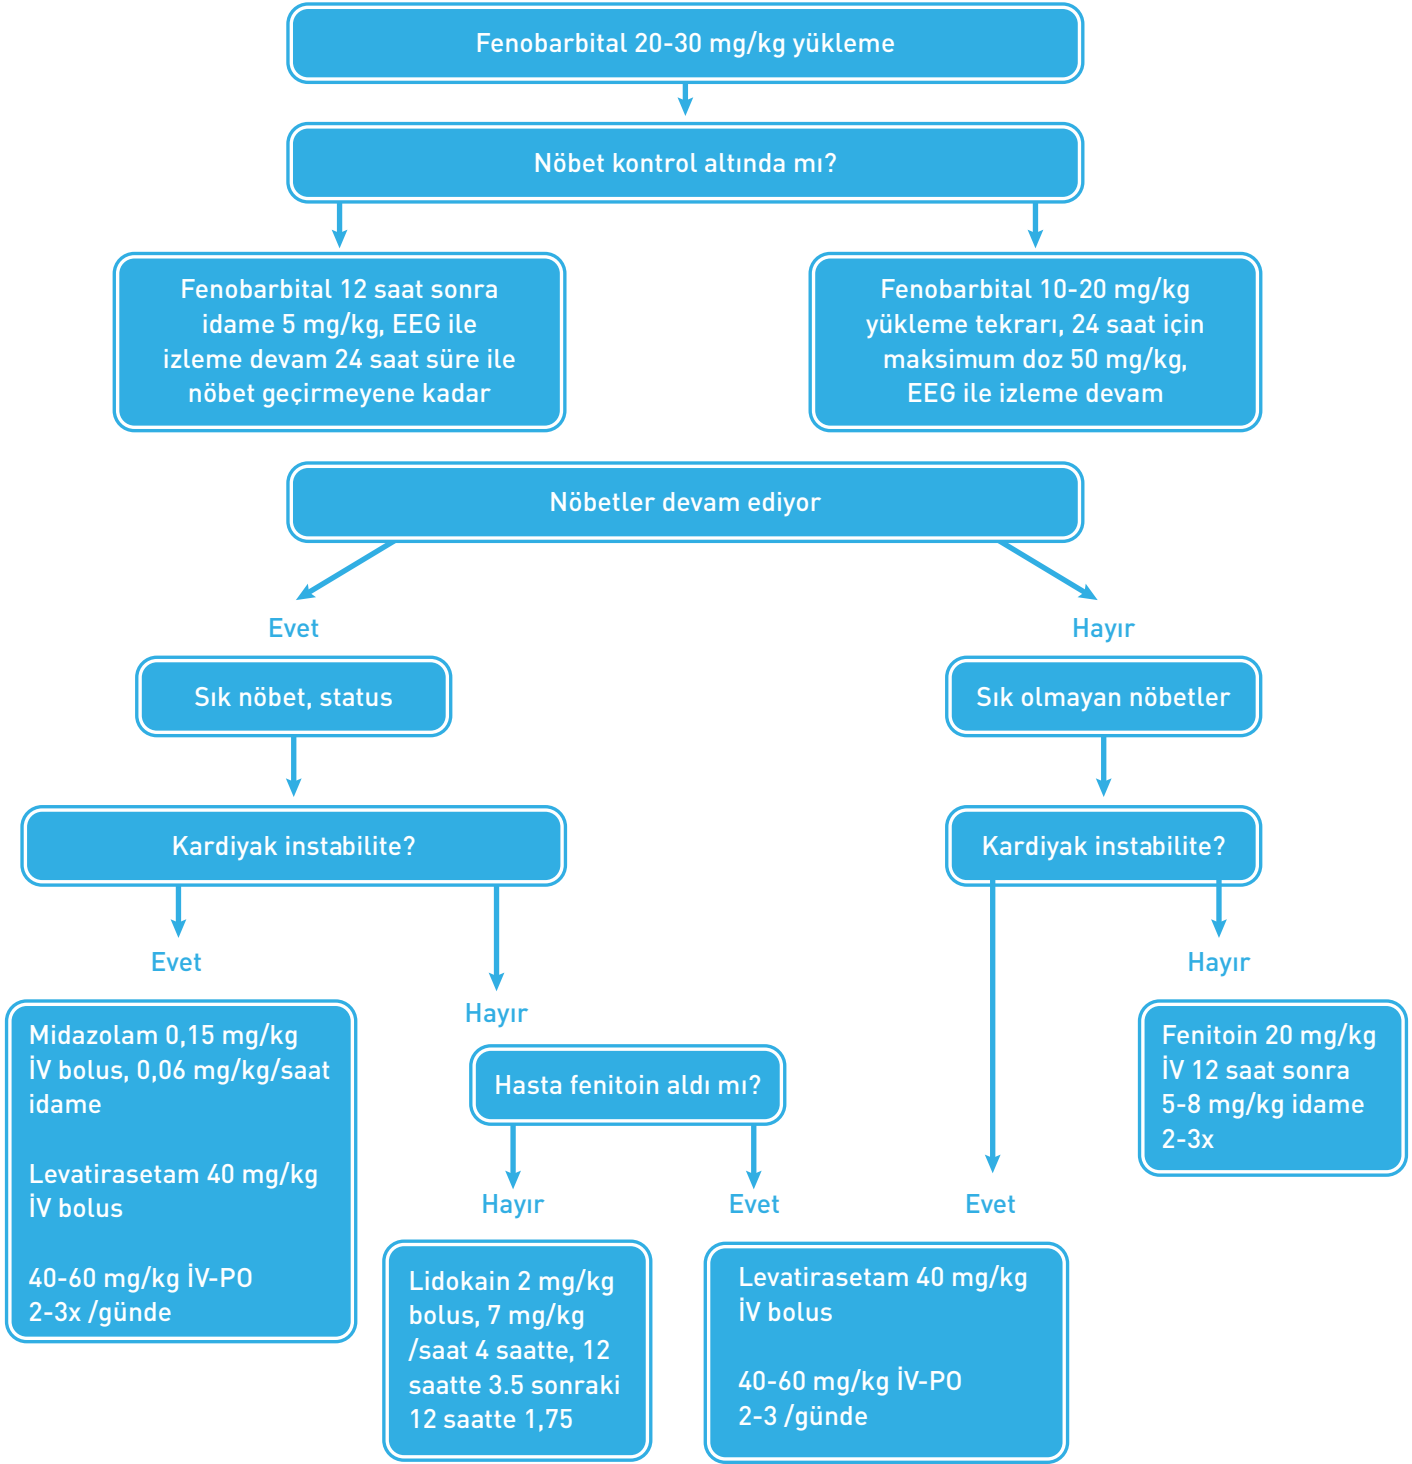 Fenobarbital 20-30 mg/kg yükleme
Nöbet kontrol altında mı?
Fenobarbital 12 saat sonra
idame 5 mg/kg, EEG ile
izleme devam 24 saat süre ile
nöbet geçirmeyene kadar
Fenobarbital 10-20 mg/kg
yükleme tekrarı, 24 saat için
maksimum doz 50 mg/kg,
EEG ile izleme devam
Nöbetler devam ediyor
Evet
Hayır
Sık nöbet, status
Sık olmayan nöbetler
Kardiyak instabilite?
Kardiyak instabilite?
Evet
Hayır
Hayır
Midazolam 0,15 mg/kg
İV bolus, 0,06 mg/kg/saat
idame
Levatirasetam 40 mg/kg
İV bolus
40-60 mg/kg İV-PO
2-3x /günde
Hasta fenitoin aldı mı?
Fenitoin 20 mg/kg
İV 12 saat sonra
5-8 mg/kg idame
2-3x
Hayır
Evet
Evet
Lidokain 2 mg/kg
bolus, 7 mg/kg
/saat 4 saatte, 12
saatte 3.5 sonraki
12 saatte 1,75
Levatirasetam 40 mg/kg
İV bolus
40-60 mg/kg İV-PO
2-3 /günde